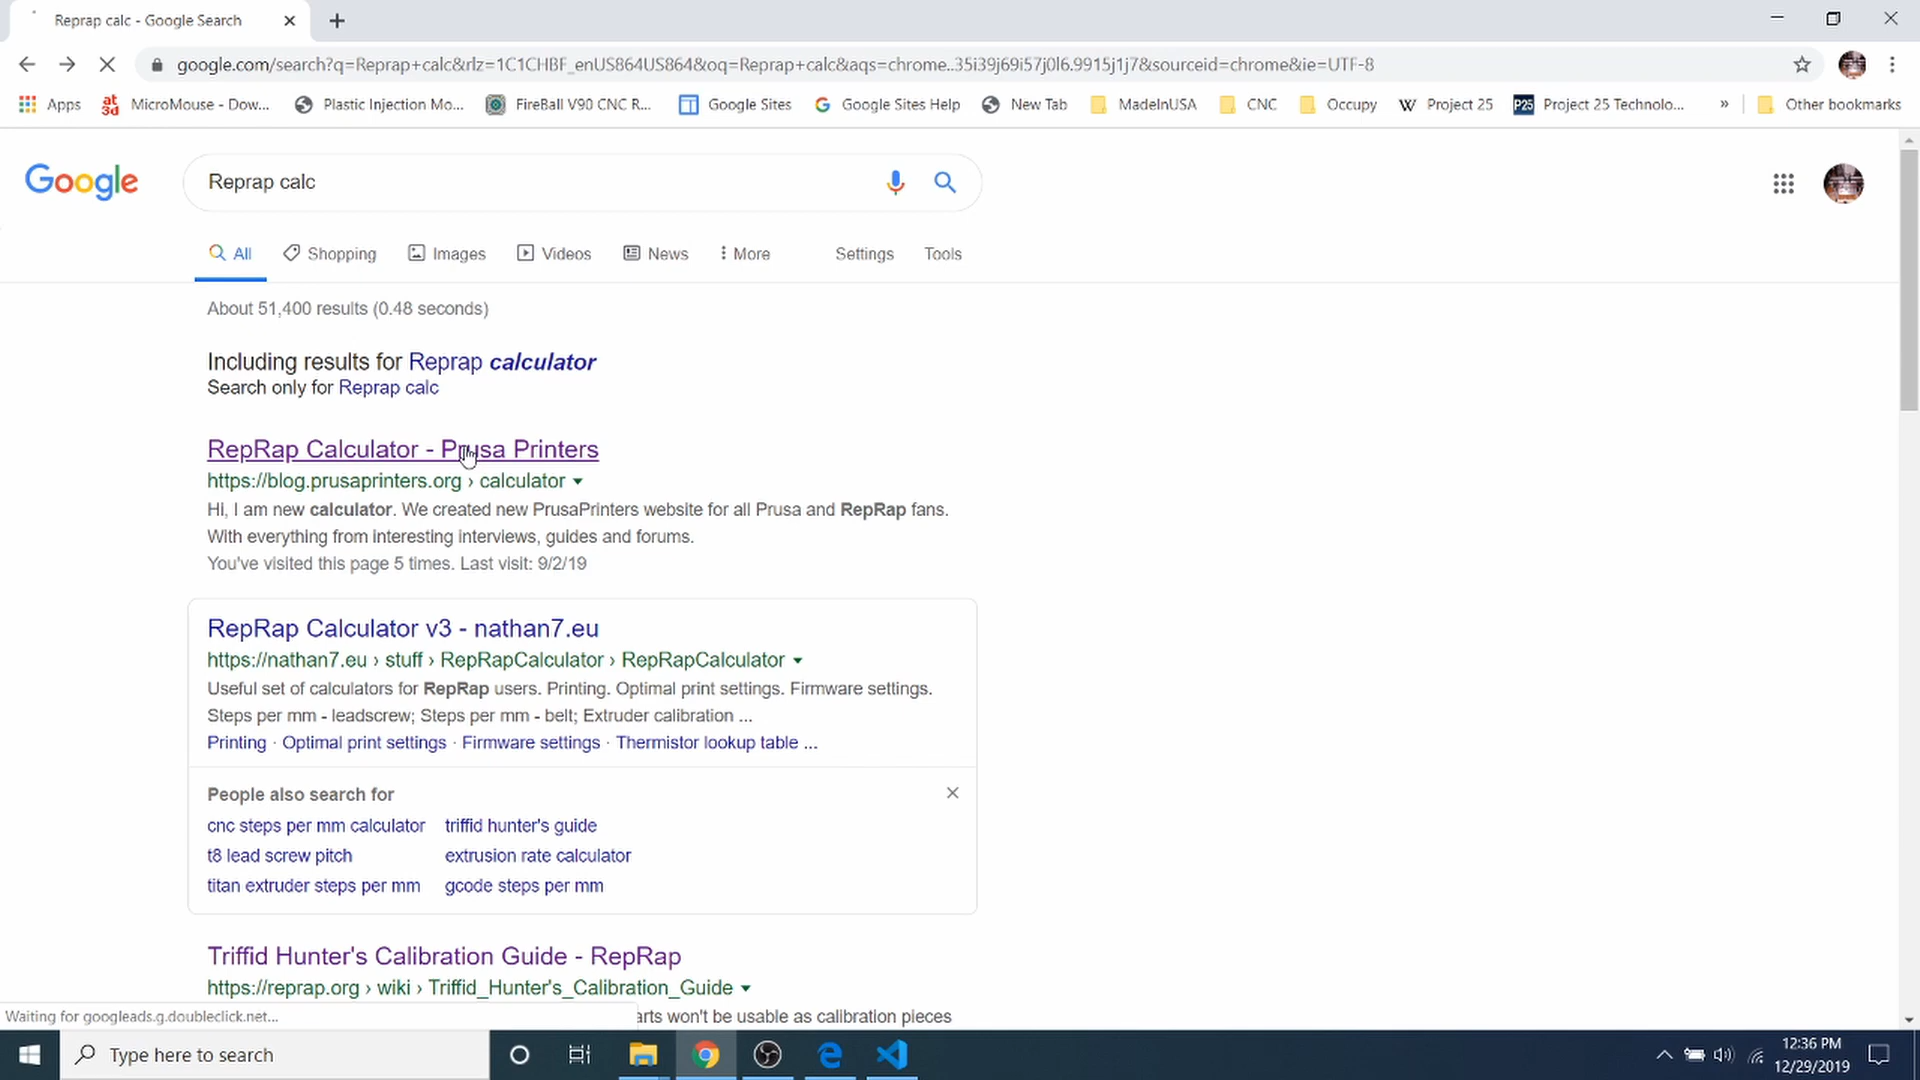 Reprap calc - Google Search
google.com/search?q=Reprap+calc&rlz=1C1CHBF_enUS864US864&oq=Reprap+calc&aqs=chrome..35i39j69i57j0l6.9915j1j7&sourceid=chrome&ie=UTF-8
Apps at3d MicroMouse - Dow... Plastic Injection Mo... FireBall V90 CNC R... Google Sites Google Sites Help New Tab MadeInUSA CNC Occupy W Project 25 P25 Project 25 Technolo... » Other bookmarks
Google
Reprap calc
All Shopping Images Videos News More Settings Tools
About 51,400 results (0.48 seconds)
Including results for Reprap calculator
Search only for Reprap calc
RepRap Calculator - Prusa Printers
https://blog.prusaprinters.org › calculator
Hi, I am new calculator. We created new PrusaPrinters website for all Prusa and RepRap fans.
With everything from interesting interviews, guides and forums.
You've visited this page 5 times. Last visit: 9/2/19
RepRap Calculator v3 - nathan7.eu
https://nathan7.eu › stuff › RepRapCalculator › RepRapCalculator
Useful set of calculators for RepRap users. Printing. Optimal print settings. Firmware settings.
Steps per mm - leadscrew; Steps per mm - belt; Extruder calibration ...
Printing · Optimal print settings · Firmware settings · Thermistor lookup table ...
People also search for
cnc steps per mm calculator triffid hunter's guide
t8 lead screw pitch extrusion rate calculator
titan extruder steps per mm gcode steps per mm
Triffid Hunter's Calibration Guide - RepRap
https://reprap.org › wiki › Triffid_Hunter's_Calibration_Guide
Waiting for googleads.g.doubleclick.net... arts won't be usable as calibration pieces
Type here to search
12:36 PM
12/29/2019